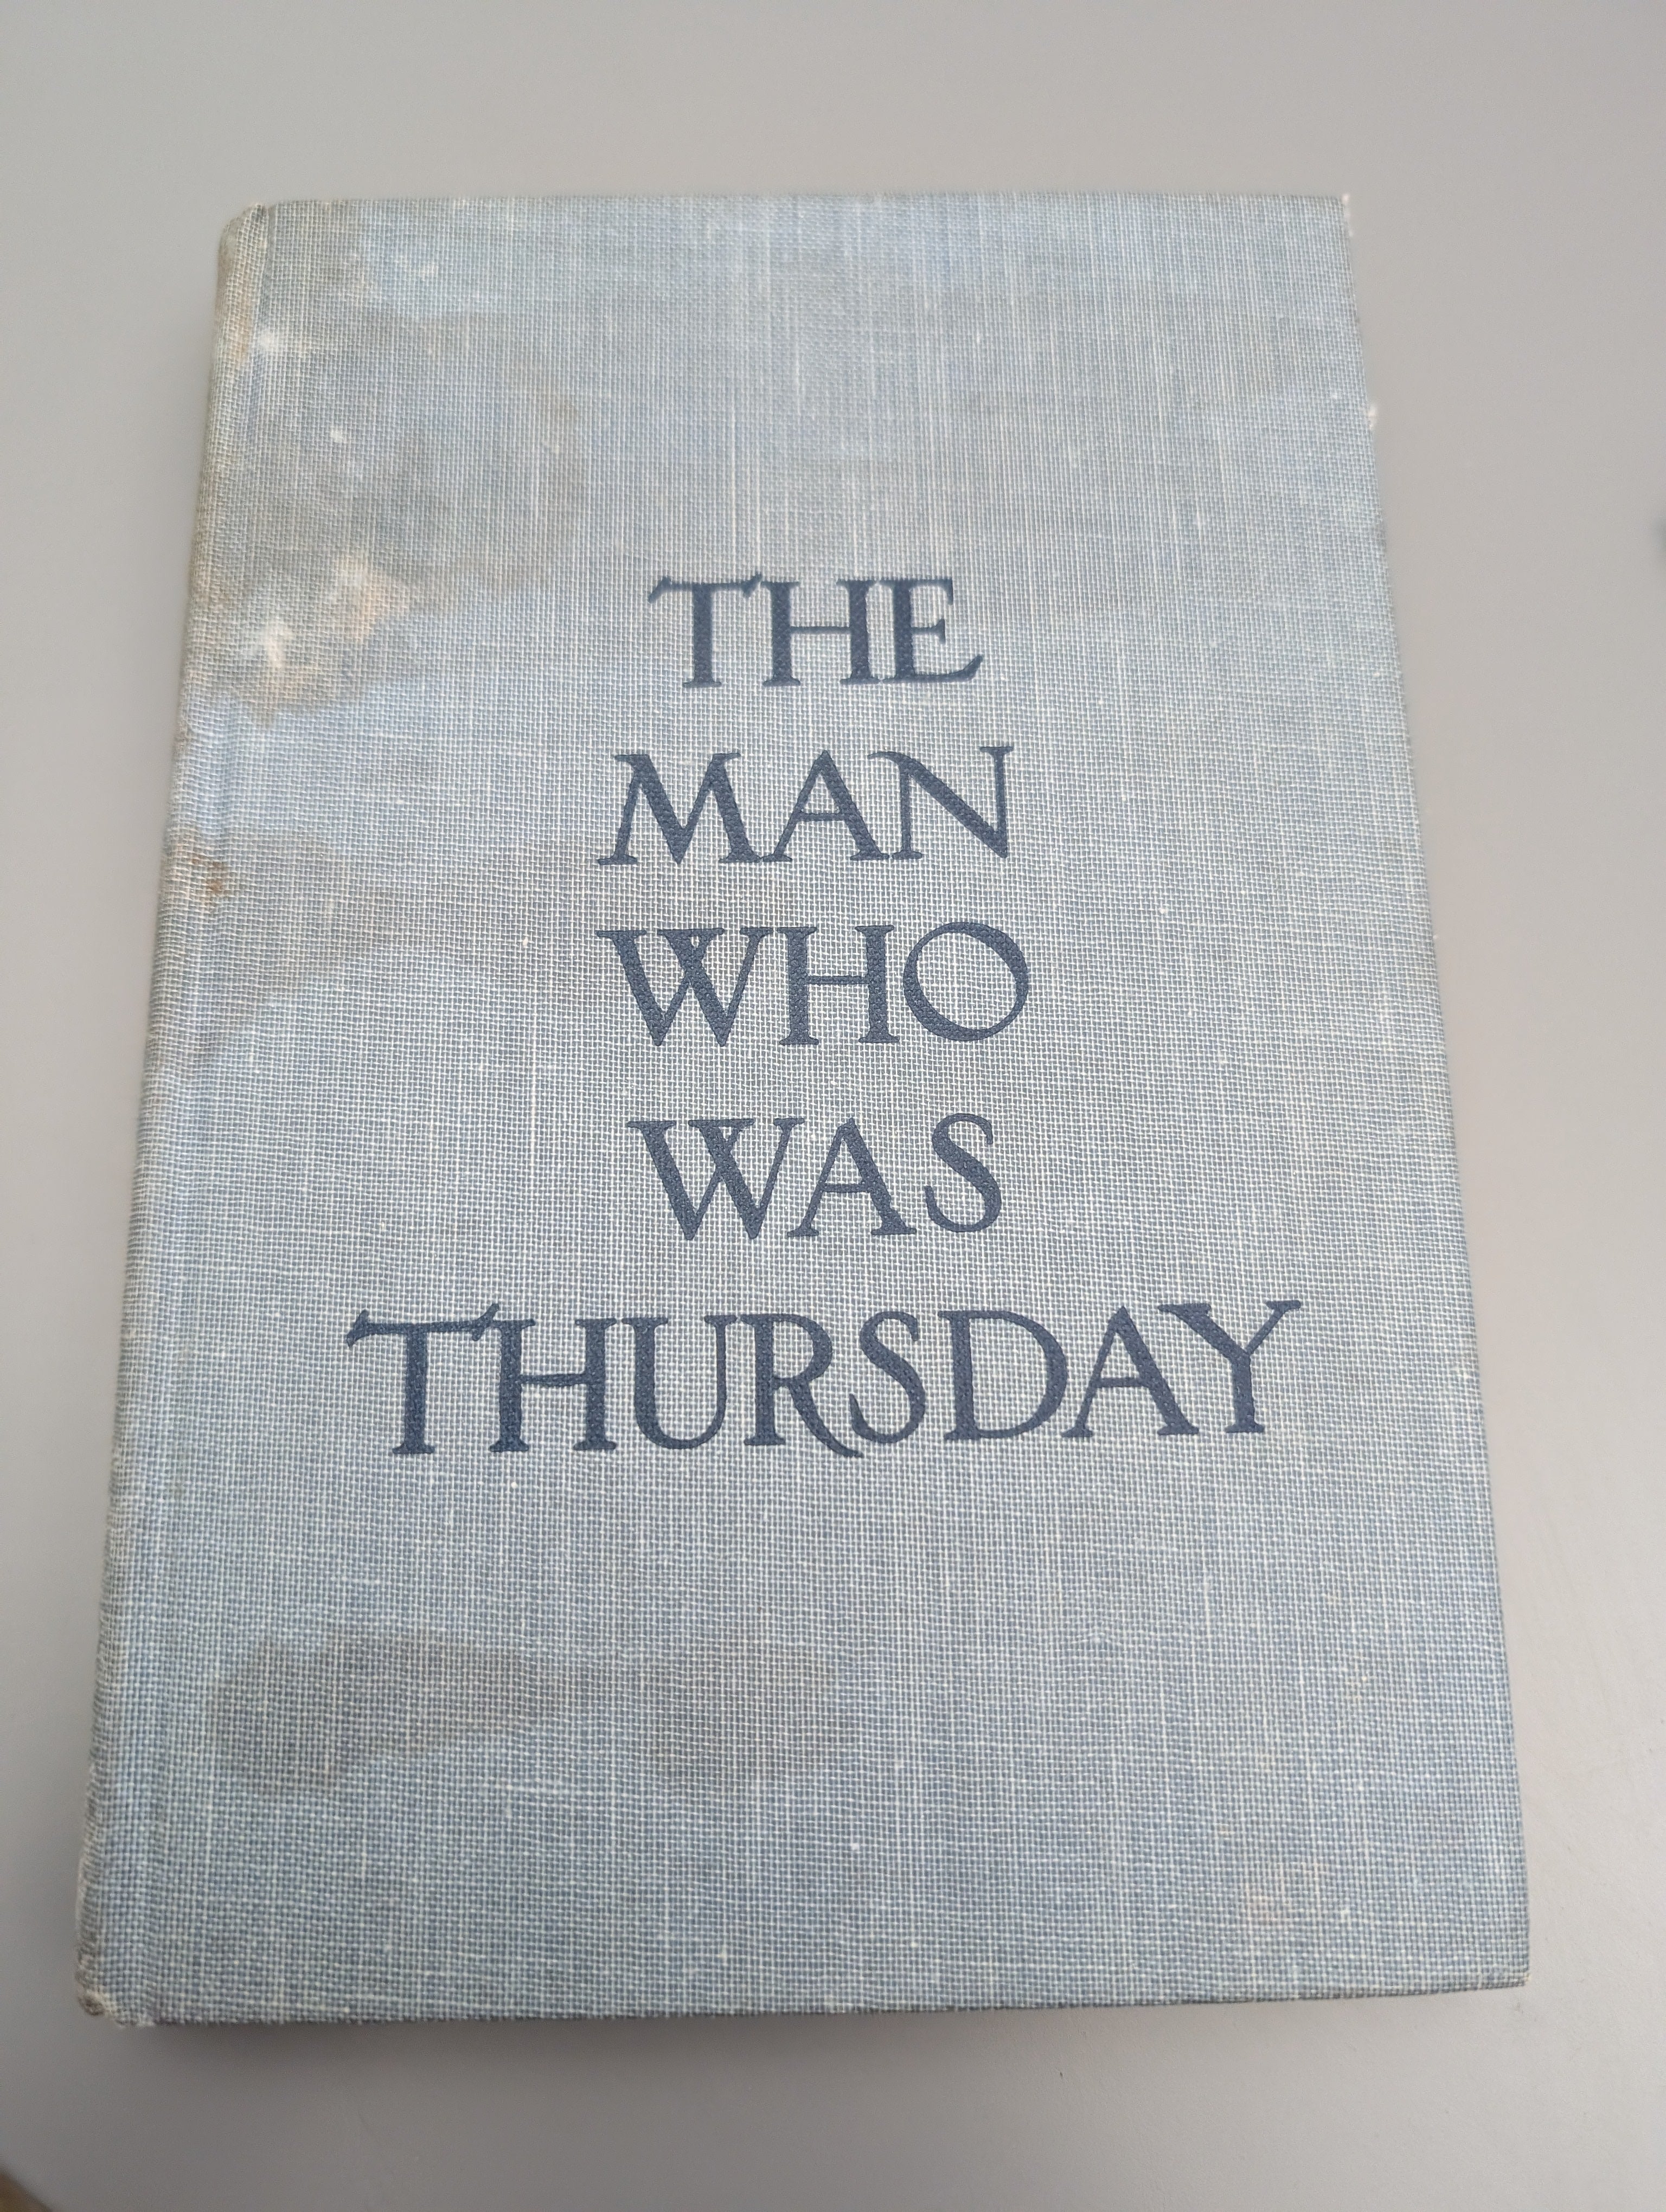 THE
MAN
WHO
WAS
THURSDAY